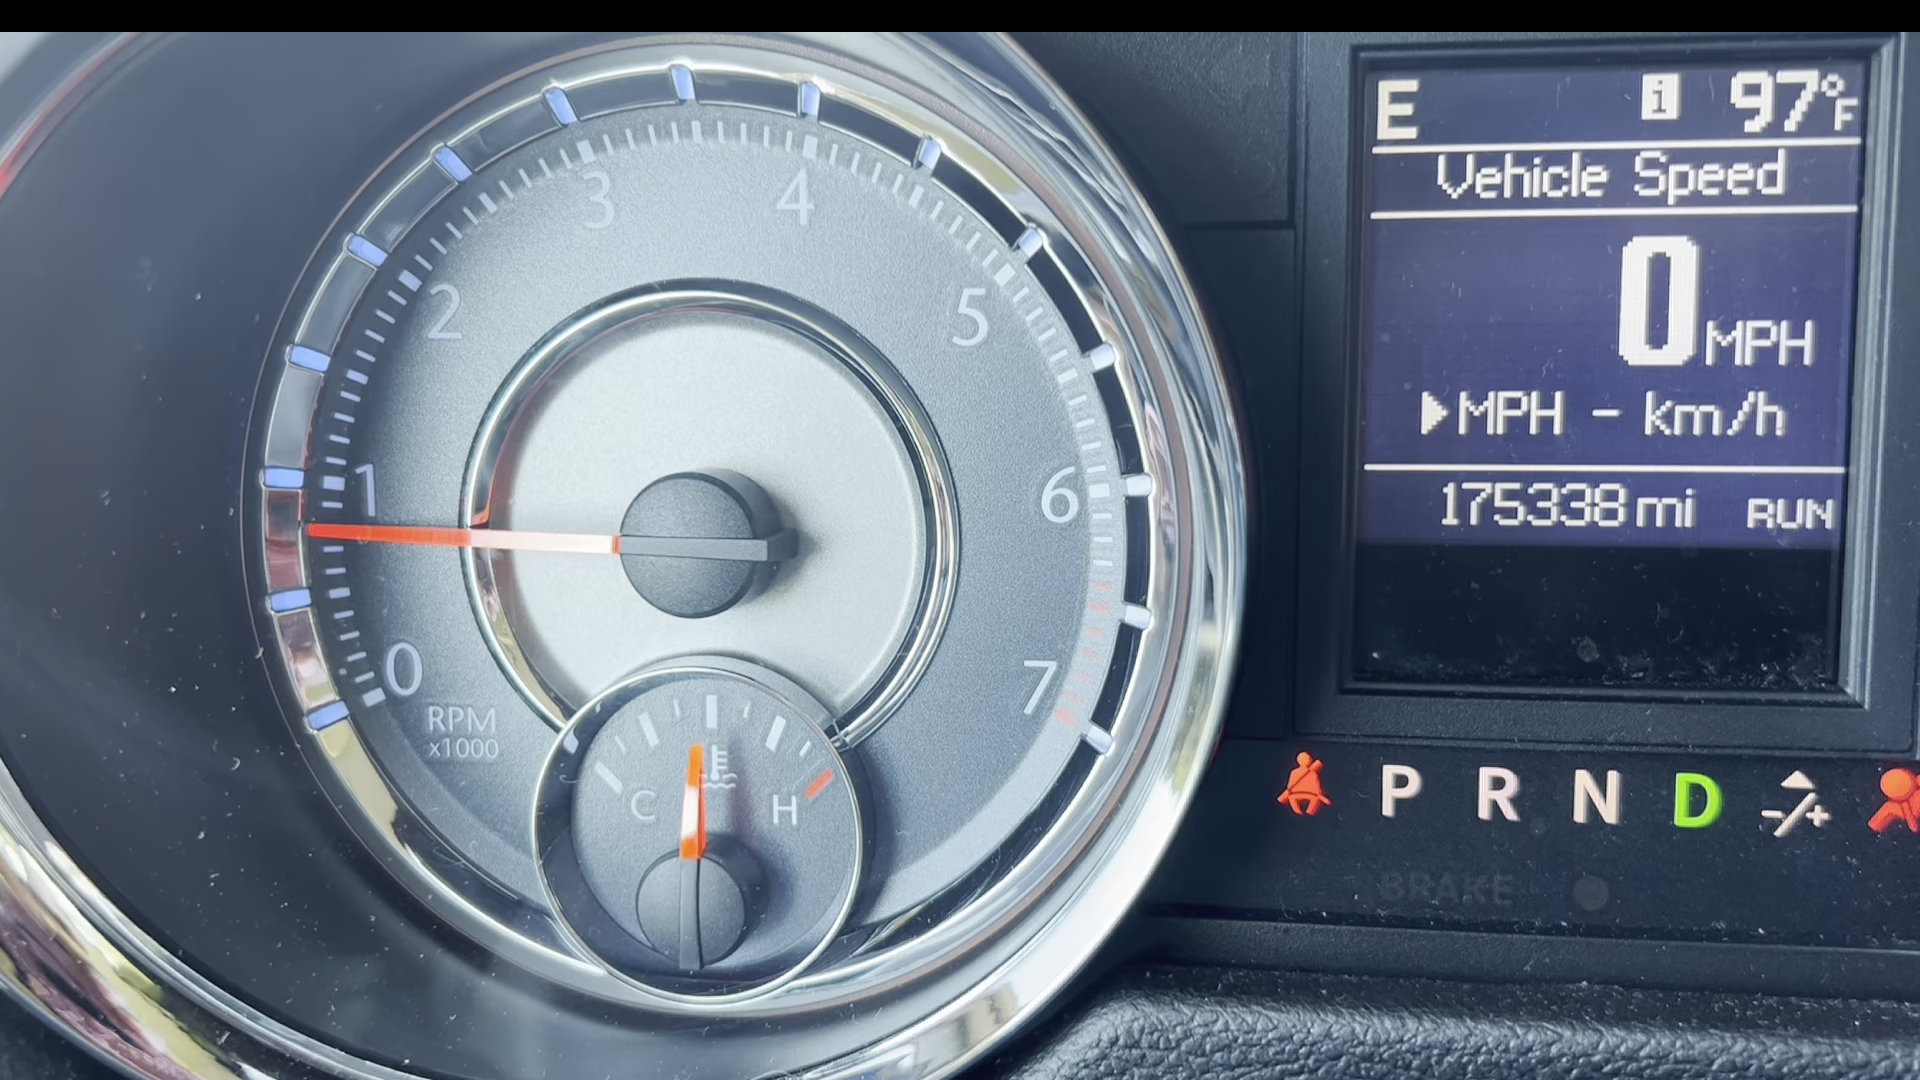 0
1
2
3
4
5
6
7
RPM
x1000
C H
E i 97°F
Vehicle Speed
0 MPH
▶MPH - km/h
175338 mi RUN
P R N D -/+
BRAKE